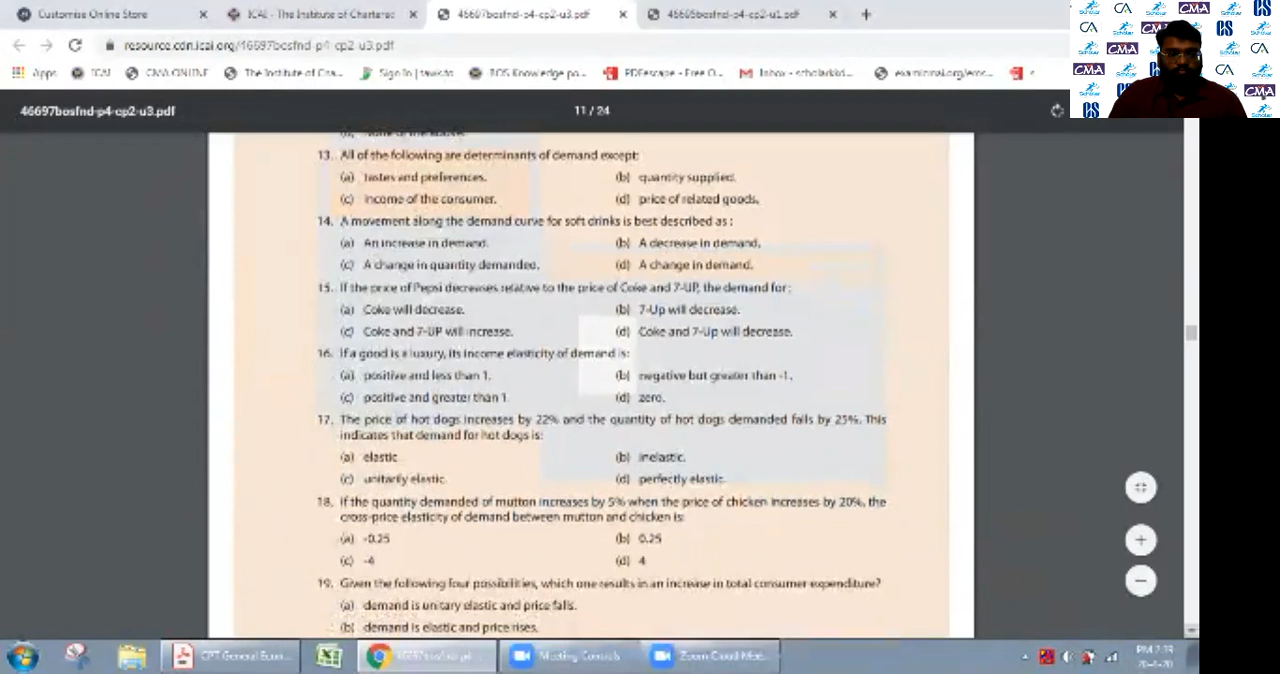 Customise Online Store
ICAI - The Institute of Chartered
46697bosfnd-p4-cp2-u3.pdf
46695bosfnd-p4-cp2-u1.pdf
resource.cdn.icai.org/46697bosfnd-p4-cp2-u3.pdf
Apps
ICAI
CMA ONLINE
The Institute of Cha...
Sign In | tawk.to
BOS Knowledge po...
PDFescape - Free O...
Inbox - scholarkkd...
46697bosfnd-p4-cp2-u3.pdf
11 / 24
(d) None of the above.
13. All of the following are determinants of demand except:
(a) tastes and preferences. (b) quantity supplied.
(c) income of the consumer. (d) price of related goods.
14. A movement along the demand curve for soft drinks is best described as :
(a) An increase in demand. (b) A decrease in demand.
(c) A change in quantity demanded. (d) A change in demand.
15. If the price of Pepsi decreases relative to the price of Coke and 7-UP, the demand for:
(a) Coke will decrease. (b) 7-Up will decrease.
(c) Coke and 7-UP will increase. (d) Coke and 7-Up will decrease.
16. If a good is a luxury, its income elasticity of demand is:
(a) positive and less than 1. (b) negative but greater than -1.
(c) positive and greater than 1. (d) zero.
17. The price of hot dogs increases by 22% and the quantity of hot dogs demanded falls by 25%. This
indicates that demand for hot dogs is:
(a) elastic. (b) inelastic.
(c) unitarily elastic. (d) perfectly elastic.
18. If the quantity demanded of mutton increases by 5% when the price of chicken increases by 20%, the
cross-price elasticity of demand between mutton and chicken is:
(a) -0.25 (b) 0.25
(c) -4 (d) 4
19. Given the following four possibilities, which one results in an increase in total consumer expenditure?
(a) demand is unitary elastic and price falls.
(b) demand is elastic and price rises.
CPT General Econ...
Meeting Controls
Zoom Cloud Mee...
CA
CMA
CS
Scholar